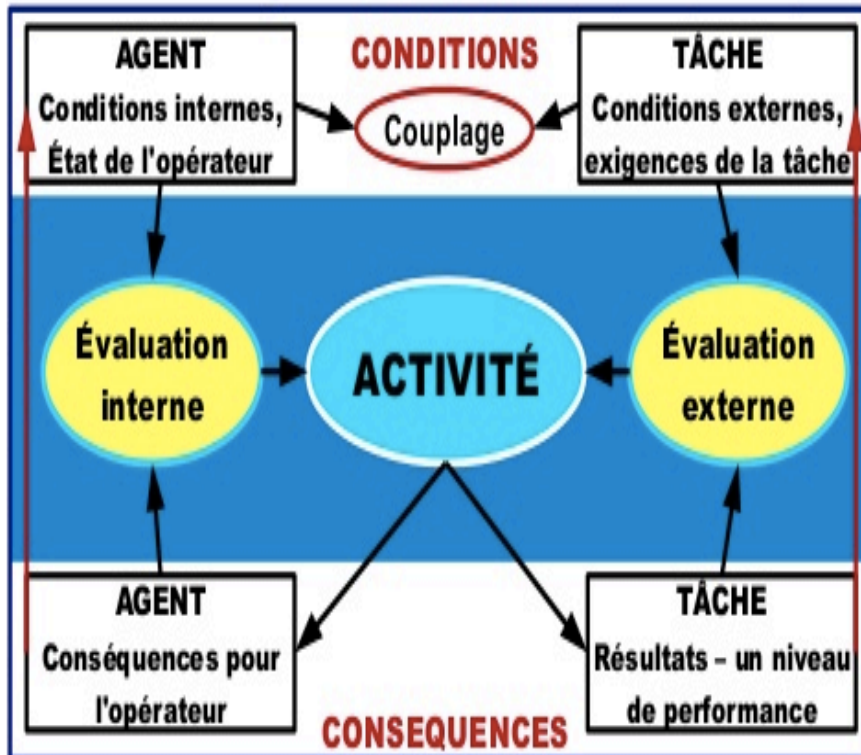 AGENT
Conditions internes,
État de l'opérateur
CONDITIONS
Couplage
TÂCHE
Conditions externes,
exigences de la tâche
Évaluation
interne
ACTIVITÉ
Évaluation
externe
AGENT
Conséquences pour
l'opérateur
CONSEQUENCES
TÂCHE
Résultats – un niveau
de performance